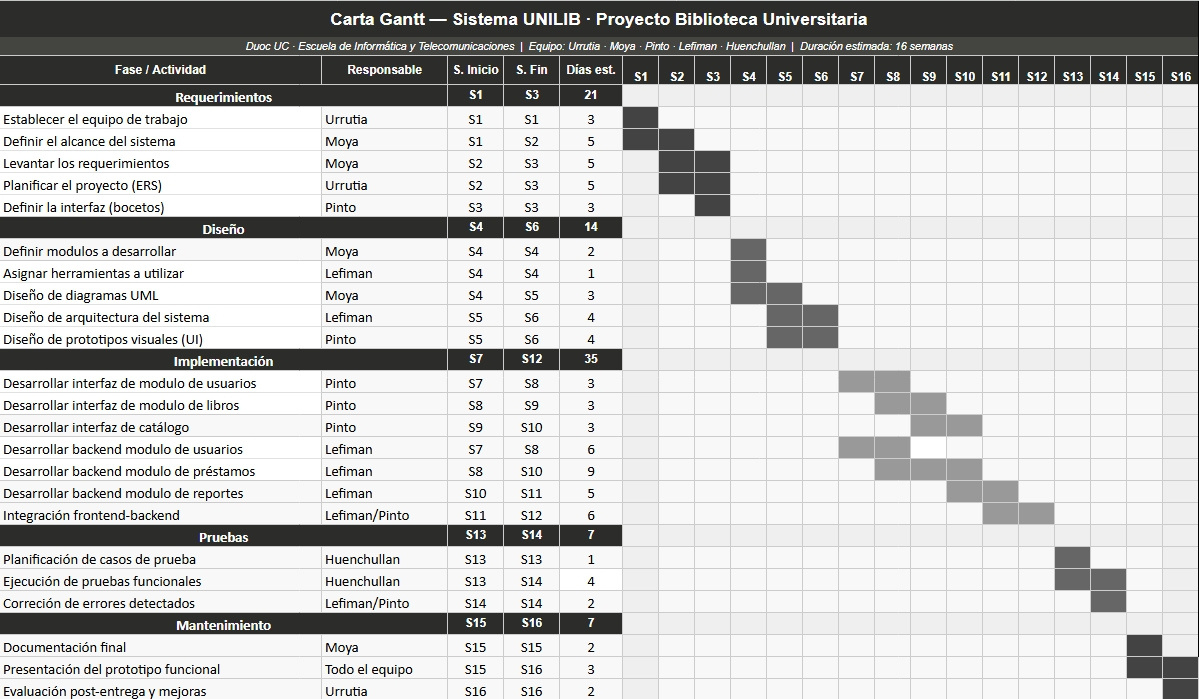 Carta Gantt — Sistema UNILIB · Proyecto Biblioteca Universitaria
Duoc UC · Escuela de Informática y Telecomunicaciones | Equipo: Urrutia · Moya · Pinto · Lefiman · Huenchullan | Duración estimada: 16 semanas
Fase / Actividad Responsable S. Inicio S. Fin Días est. S1 S2 S3 S4 S5 S6 S7 S8 S9 S10 S11 S12 S13 S14 S15 S16
Requerimientos S1 S3 21
Establecer el equipo de trabajo Urrutia S1 S1 3
Definir el alcance del sistema Moya S1 S2 5
Levantar los requerimientos Moya S2 S3 5
Planificar el proyecto (ERS) Urrutia S2 S3 5
Definir la interfaz (bocetos) Pinto S3 S3 3
Diseño S4 S6 14
Definir modulos a desarrollar Moya S4 S4 2
Asignar herramientas a utilizar Lefiman S4 S4 1
Diseño de diagramas UML Moya S4 S5 3
Diseño de arquitectura del sistema Lefiman S5 S6 4
Diseño de prototipos visuales (UI) Pinto S5 S6 4
Implementación S7 S12 35
Desarrollar interfaz de modulo de usuarios Pinto S7 S8 3
Desarrollar interfaz de modulo de libros Pinto S8 S9 3
Desarrollar interfaz de catálogo Pinto S9 S10 3
Desarrollar backend modulo de usuarios Lefiman S7 S8 6
Desarrollar backend modulo de préstamos Lefiman S8 S10 9
Desarrollar backend modulo de reportes Lefiman S10 S11 5
Integración frontend-backend Lefiman/Pinto S11 S12 6
Pruebas S13 S14 7
Planificación de casos de prueba Huenchullan S13 S13 1
Ejecución de pruebas funcionales Huenchullan S13 S14 4
Correción de errores detectados Lefiman/Pinto S14 S14 2
Mantenimiento S15 S16 7
Documentación final Moya S15 S15 2
Presentación del prototipo funcional Todo el equipo S15 S16 3
Evaluación post-entrega y mejoras Urrutia S16 S16 2